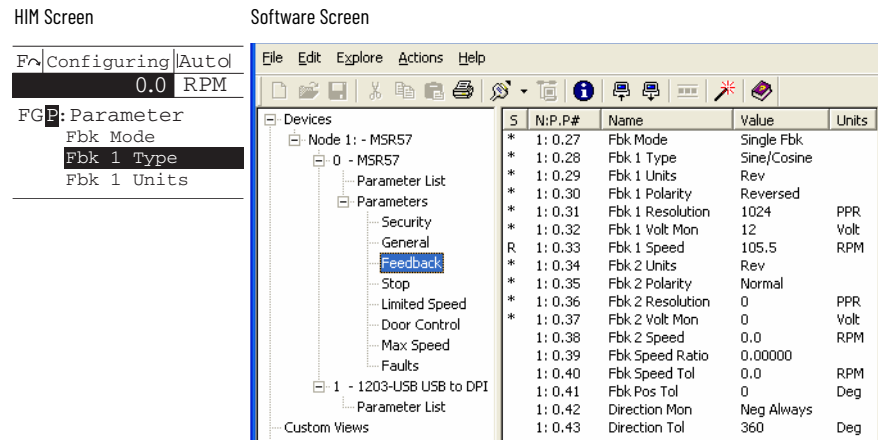 HIM Screen
Software Screen
F Configuring Auto
0.0 RPM
FGP: Parameter
Fbk Mode
Fbk 1 Type
Fbk 1 Units
File Edit Explore Actions Help
Devices
Node 1: - MSR57
0 - MSR57
Parameter List
Parameters
Security
General
Feedback
Stop
Limited Speed
Door Control
Max Speed
Faults
1 - 1203-USB USB to DPI
Parameter List
Custom Views
S N:P.P# Name Value Units
* 1: 0.27 Fbk Mode Single Fbk
* 1: 0.28 Fbk 1 Type Sine/Cosine
* 1: 0.29 Fbk 1 Units Rev
* 1: 0.30 Fbk 1 Polarity Reversed
* 1: 0.31 Fbk 1 Resolution 1024 PPR
* 1: 0.32 Fbk 1 Volt Mon 12 Volt
R 1: 0.33 Fbk 1 Speed 105.5 RPM
* 1: 0.34 Fbk 2 Units Rev
* 1: 0.35 Fbk 2 Polarity Normal
* 1: 0.36 Fbk 2 Resolution 0 PPR
* 1: 0.37 Fbk 2 Volt Mon 0 Volt
1: 0.38 Fbk 2 Speed 0.0 RPM
1: 0.39 Fbk Speed Ratio 0.00000
1: 0.40 Fbk Speed Tol 0.0 RPM
1: 0.41 Fbk Pos Tol 0 Deg
1: 0.42 Direction Mon Neg Always
1: 0.43 Direction Tol 360 Deg